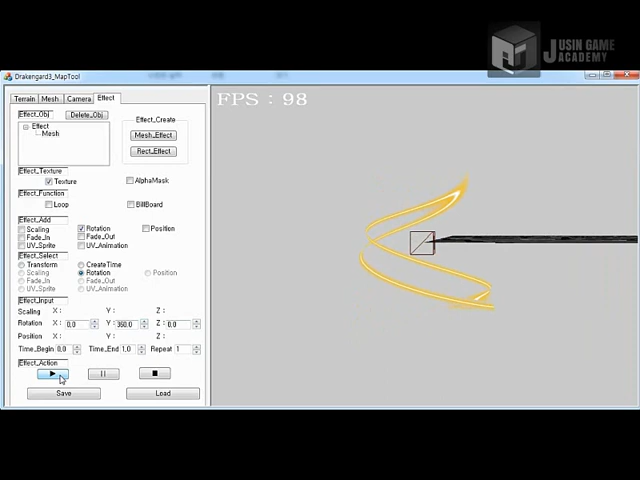 JUSIN GAME
ACADEMY
Drakengard3_MapTool
Terrain Mesh Camera Effect
FPS : 98
Effect_Obj Delete_Obj
Effect
Mesh
Effect_Create
Mesh_Effect
Rect_Effect
Effect_Texture
Texture AlphaMask
Effect_Function
Loop BillBoard
Effect_Add
Scaling Rotation Position
Fade_In Fade_Out
UV_Sprite UV_Animation
Effect_Select
Transform CreateTime
Scaling Rotation Position
Fade_In Fade_Out
UV_Sprite UV_Animation
Effect_Input
Scaling X : Y : Z :
Rotation X : 0,0 Y : 350,0 Z : 0,0
Position X : Y : Z :
Time_Begin 0,0 Time_End 1,0 Repeat 1
Effect_Action
Save Load